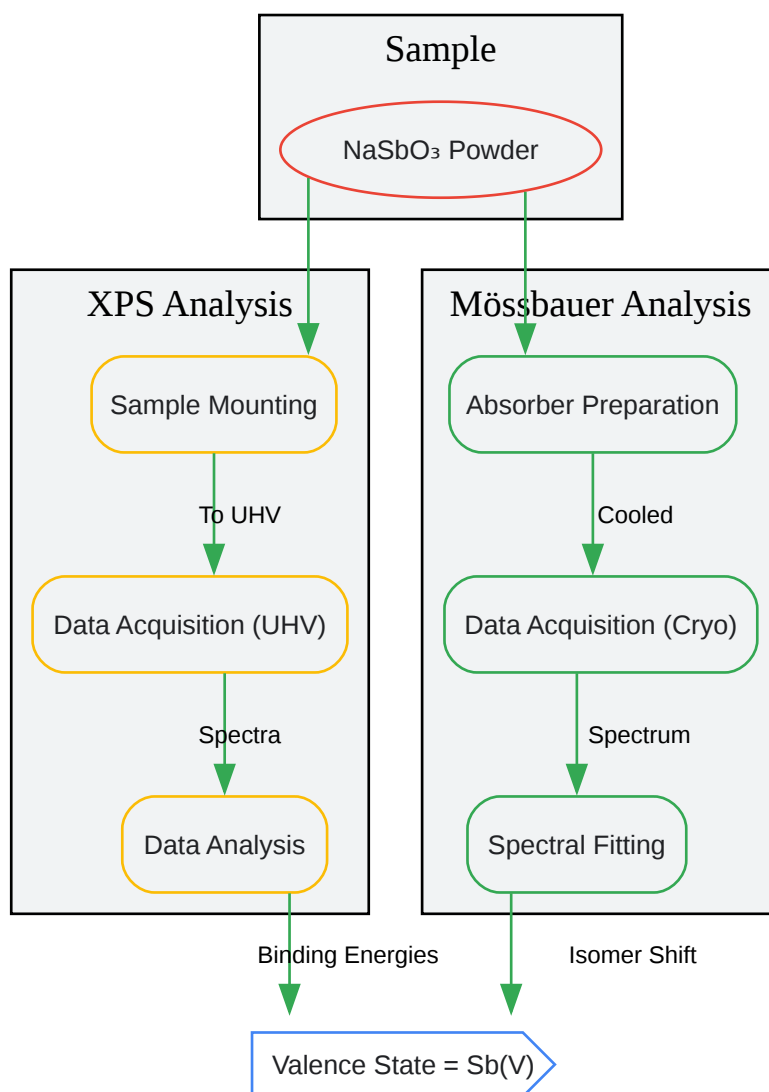 Sample
NaSbO₃ Powder
XPS Analysis
Mössbauer Analysis
Sample Mounting
Absorber Preparation
To UHV
Cooled
Data Acquisition (UHV)
Data Acquisition (Cryo)
Spectra
Spectrum
Data Analysis
Spectral Fitting
Binding Energies
Isomer Shift
Valence State = Sb(V)